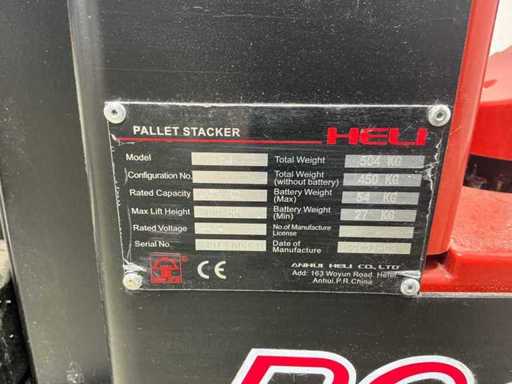 PALLET STACKER
HELI
Model
Total Weight 504 KG
Configuration No.
Total Weight (without battery) 450 KG
Rated Capacity
Battery Weight (Max) 54 KG
Max Lift Height
Battery Weight (Min) 27 KG
Rated Voltage
No.of Manufacture License
Serial No.
Date of Manufacture
CE
ANHUI HELI CO., LTD
Add: 163 Woyun Road. Hefei
Anhui.P.R.China